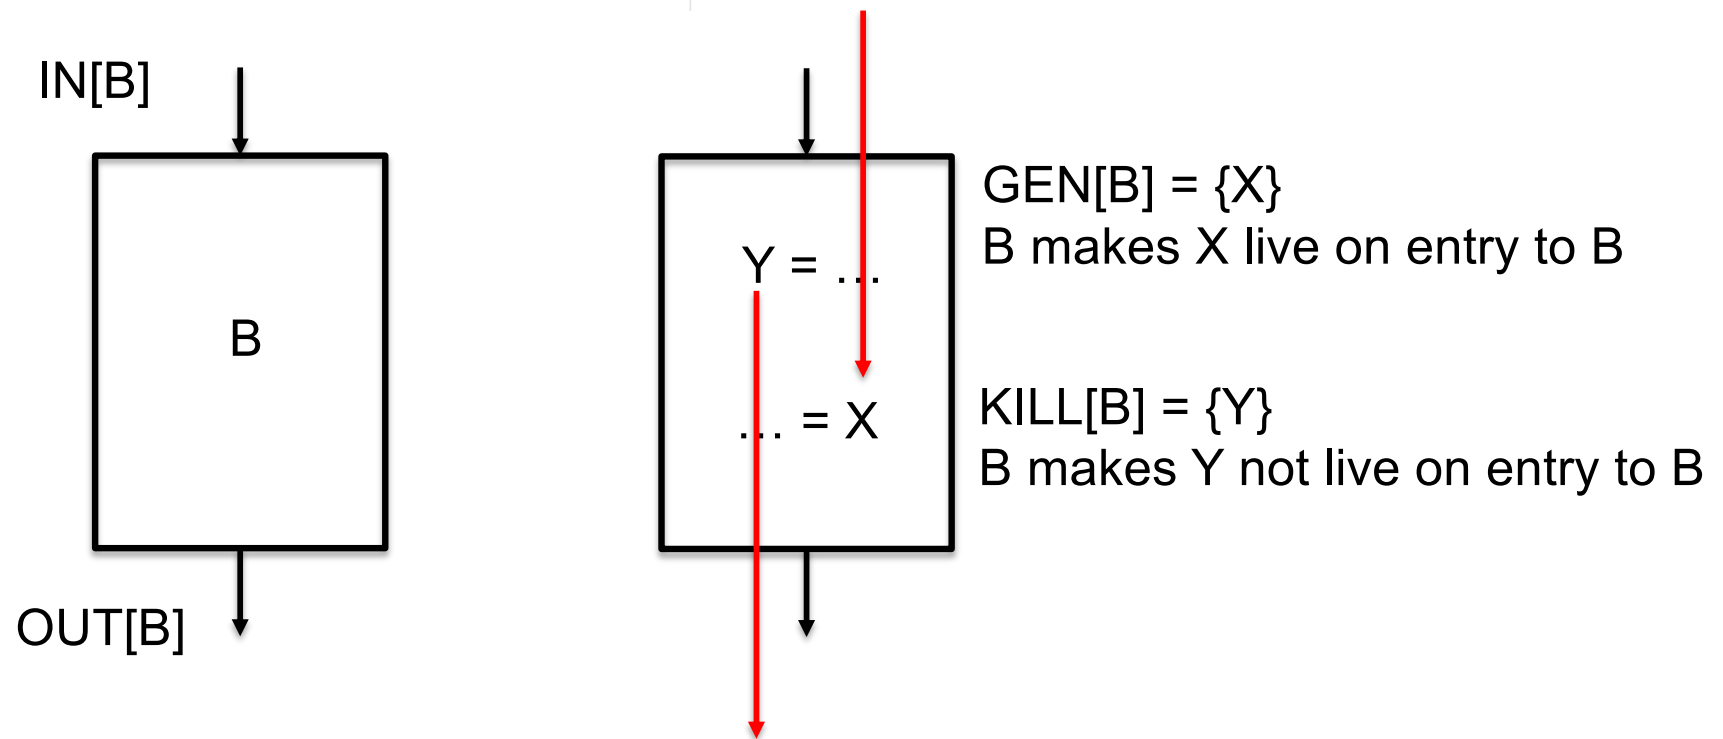 IN[B]
B
OUT[B]
Y = ...
... = X
GEN[B] = {X}
B makes X live on entry to B
KILL[B] = {Y}
B makes Y not live on entry to B